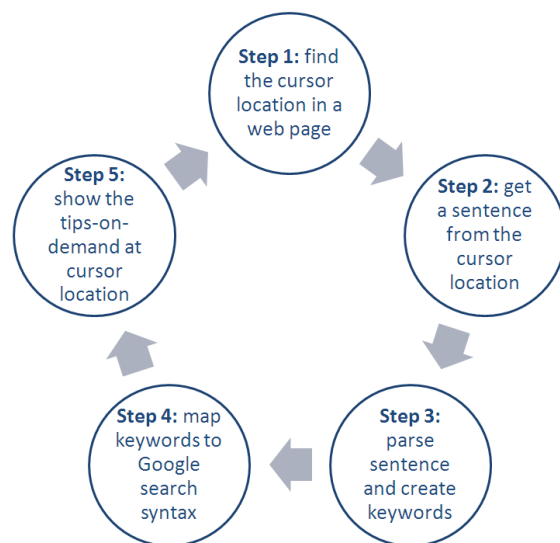 Step 1: find
the cursor
location in a
web page
Step 2: get
a sentence
from the
cursor
location
Step 3:
parse
sentence
and create
keywords
Step 4: map
keywords to
Google
search
syntax
Step 5:
show the
tips-on-
demand at
cursor
location